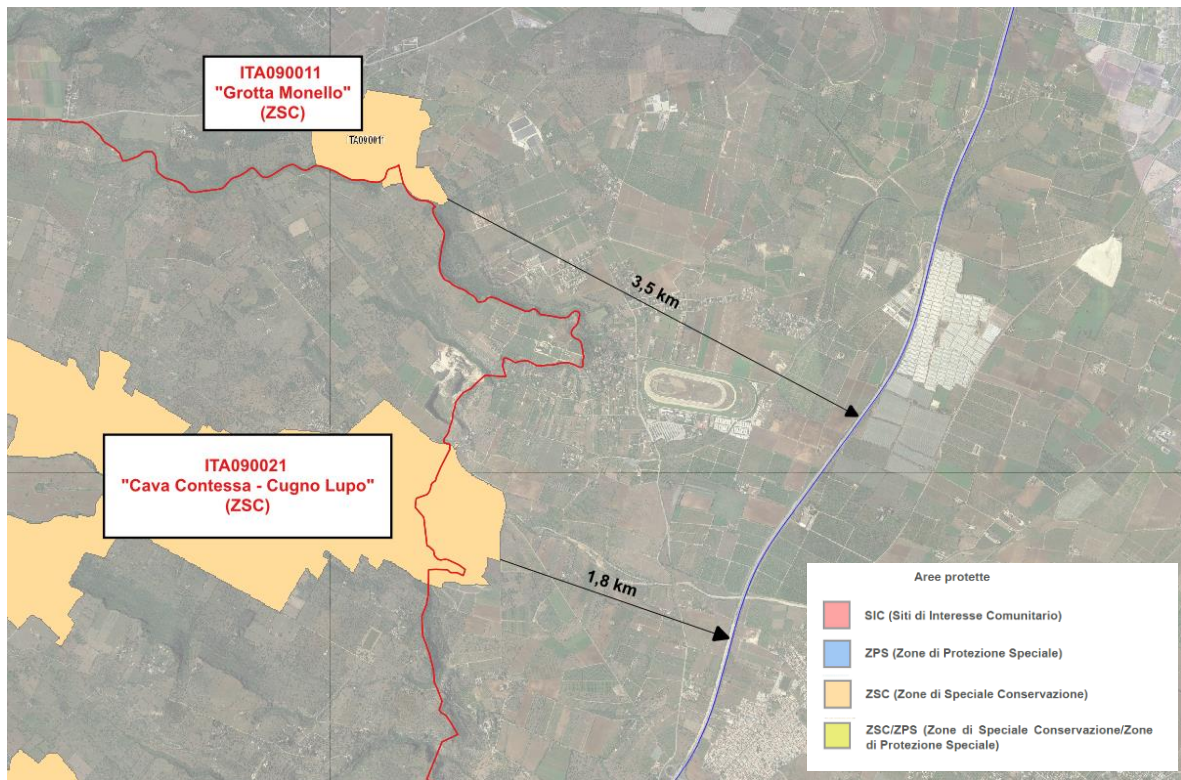 ITA090011
"Grotta Monello"
(ZSC)
TA09001'
3,5 km
ITA090021
"Cava Contessa - Cugno Lupo"
(ZSC)
1,8 km
Aree protette
SIC (Siti di Interesse Comunitario)
ZPS (Zone di Protezione Speciale)
ZSC (Zone di Speciale Conservazione)
ZSC/ZPS (Zone di Speciale Conservazione/Zone
di Protezione Speciale)